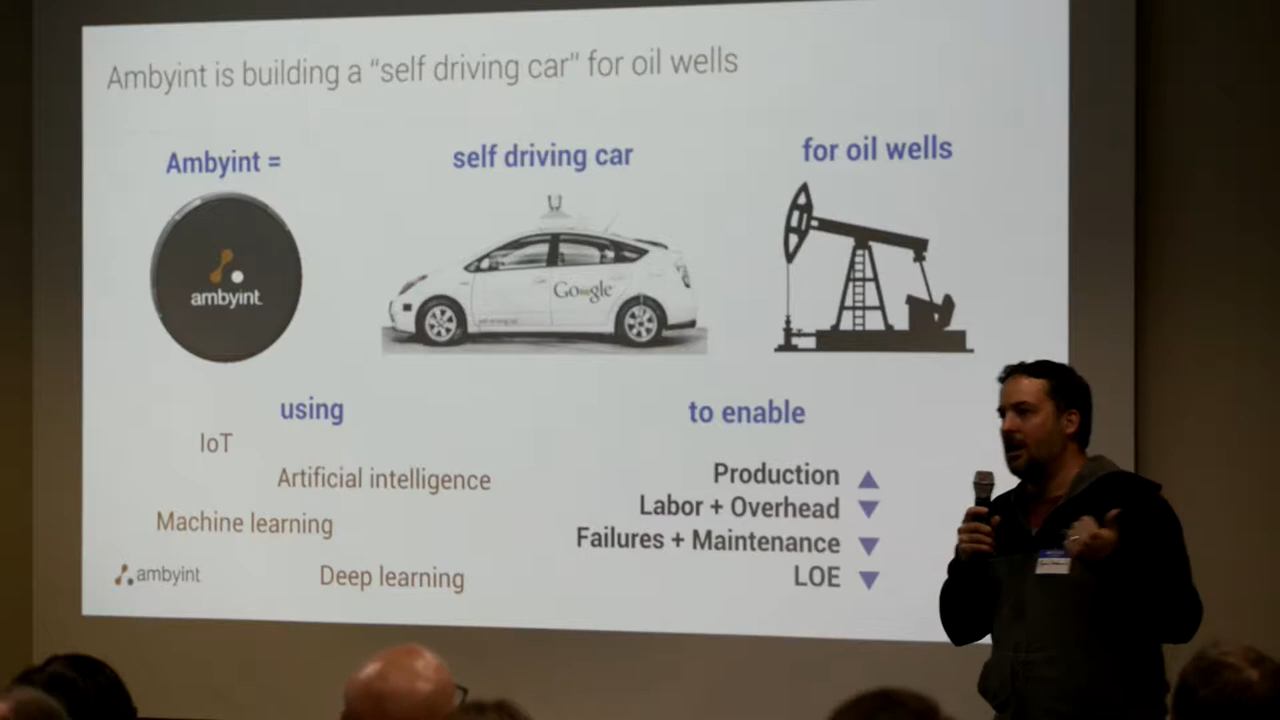 Ambyint is building a "self driving car" for oil wells
Ambyint =
self driving car
for oil wells
ambyint
Google
using
to enable
IoT
Artificial intelligence
Machine learning
Deep learning
Production
Labor + Overhead
Failures + Maintenance
LOE
ambyint